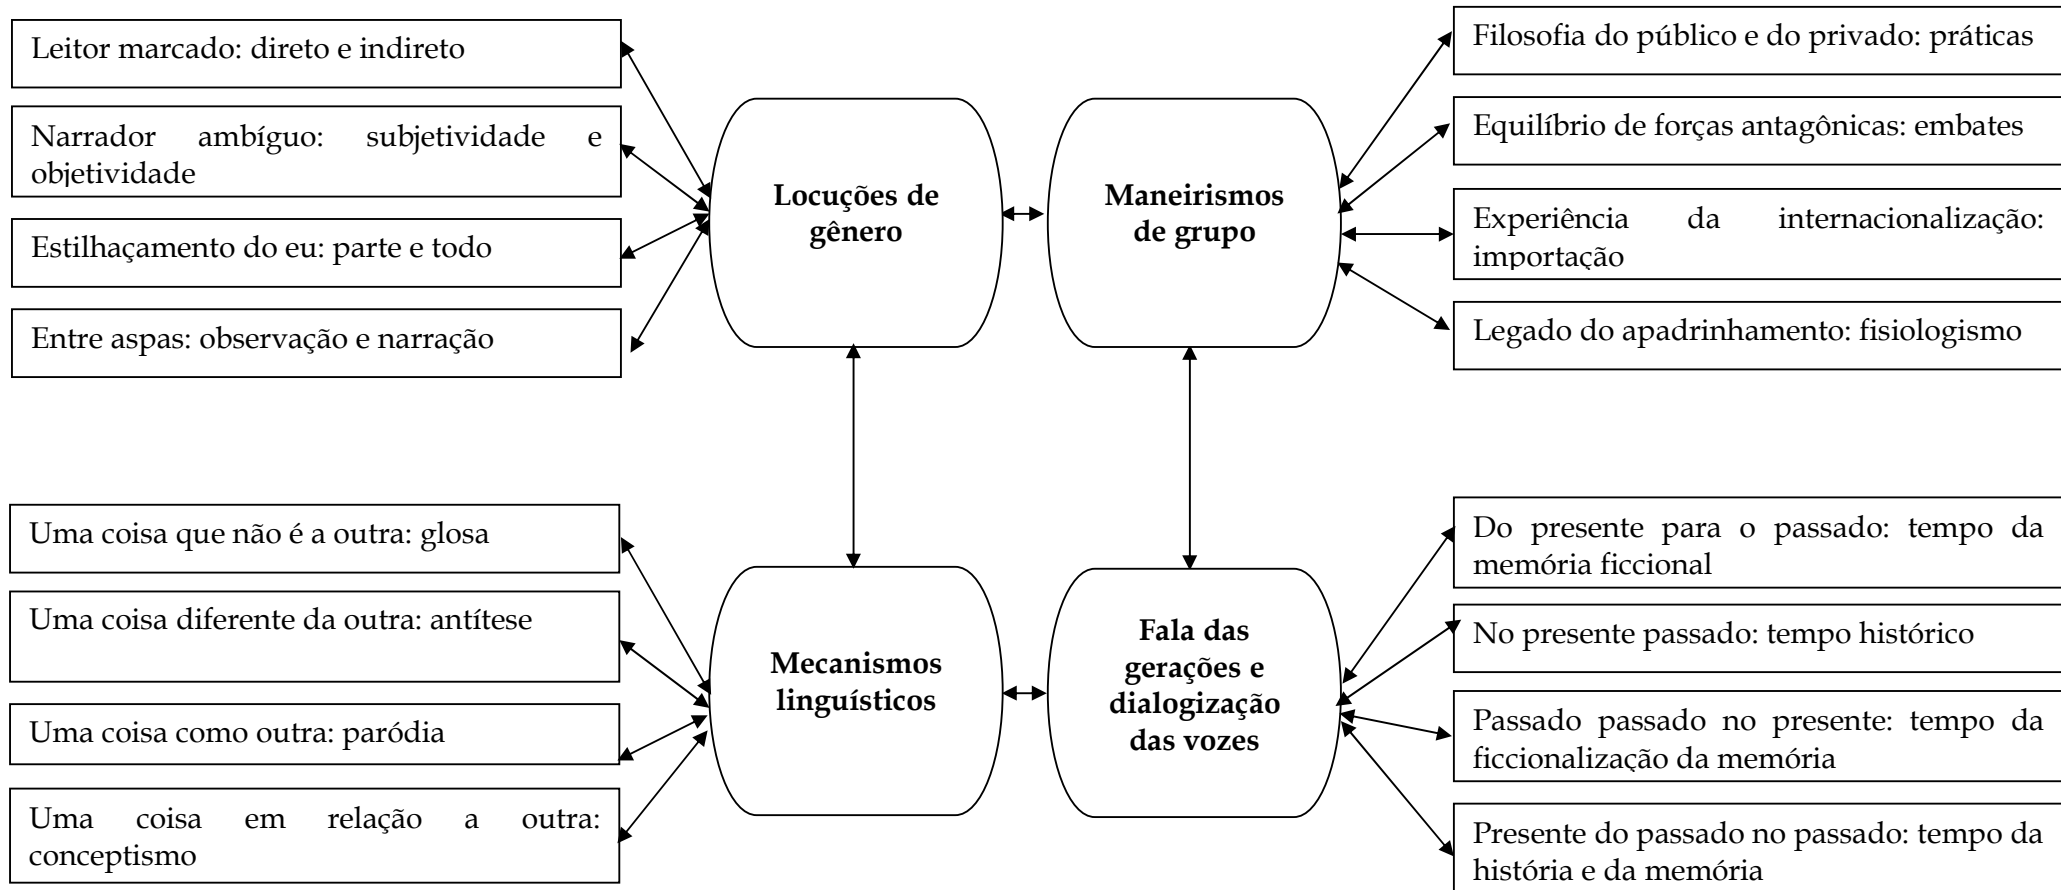 Leitor marcado: direto e indireto
Narrador ambíguo: subjetividade e
objetividade
Estilhaçamento do eu: parte e todo
Entre aspas: observação e narração
Locuções de
gênero
Maneirismos
de grupo
Filosofia do público e do privado: práticas
Equilíbrio de forças antagônicas: embates
Experiência da internacionalização:
importação
Legado do apadrinhamento: fisiologismo
Uma coisa que não é a outra: glosa
Uma coisa diferente da outra: antítese
Uma coisa como outra: paródia
Uma coisa em relação a outra:
conceptismo
Mecanismos
linguísticos
Fala das
gerações e
dialogização
das vozes
Do presente para o passado: tempo da
memória ficcional
No presente passado: tempo histórico
Passado passado no presente: tempo da
ficcionalização da memória
Presente do passado no passado: tempo da
história e da memória